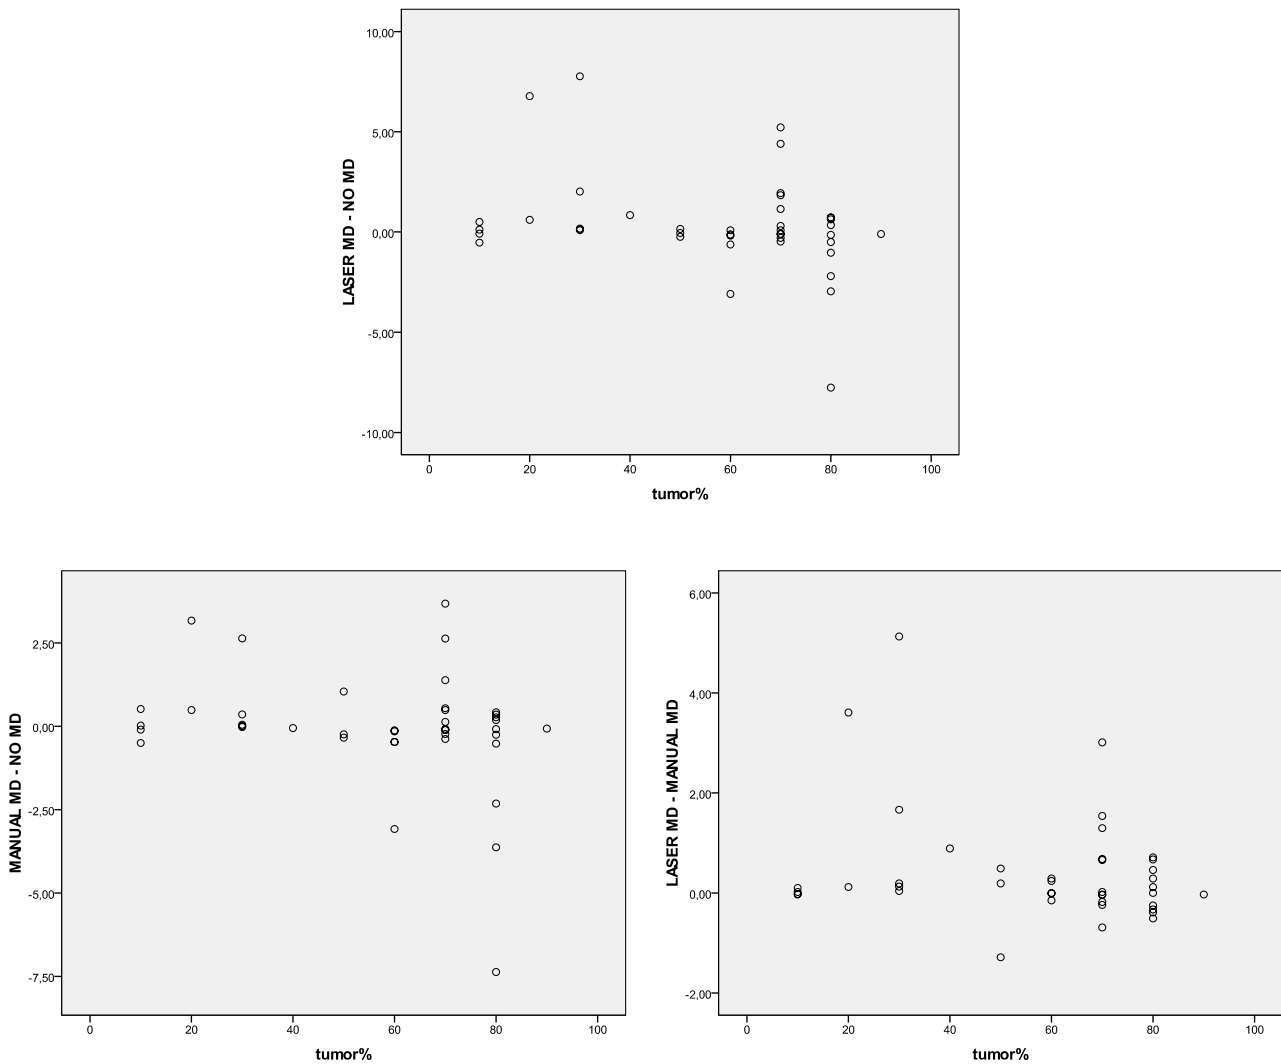 10,00
5,00
0,00
-5,00
-10,00
LASER MD - NO MD
0 20 40 60 80 100
tumor%
2,50
0,00
-2,50
-5,00
-7,50
MANUAL MD - NO MD
0 20 40 60 80 100
tumor%
6,00
4,00
2,00
0,00
-2,00
LASER MD - MANUAL MD
0 20 40 60 80 100
tumor%